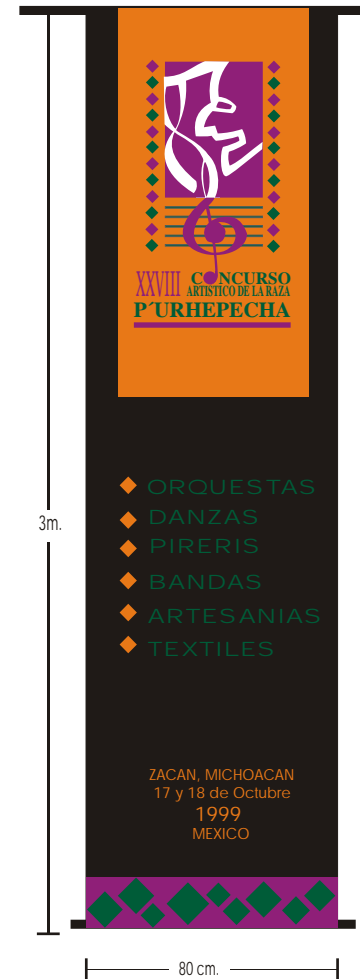 XXVIII CONCURSO
ARTISTICO DE LA RAZA
P´URHEPECHA
3m.
ORQUESTAS
DANZAS
PIRERIS
BANDAS
ARTESANIAS
TEXTILES
ZACAN, MICHOACAN
17 y 18 de Octubre
1999
MEXICO
80 cm.